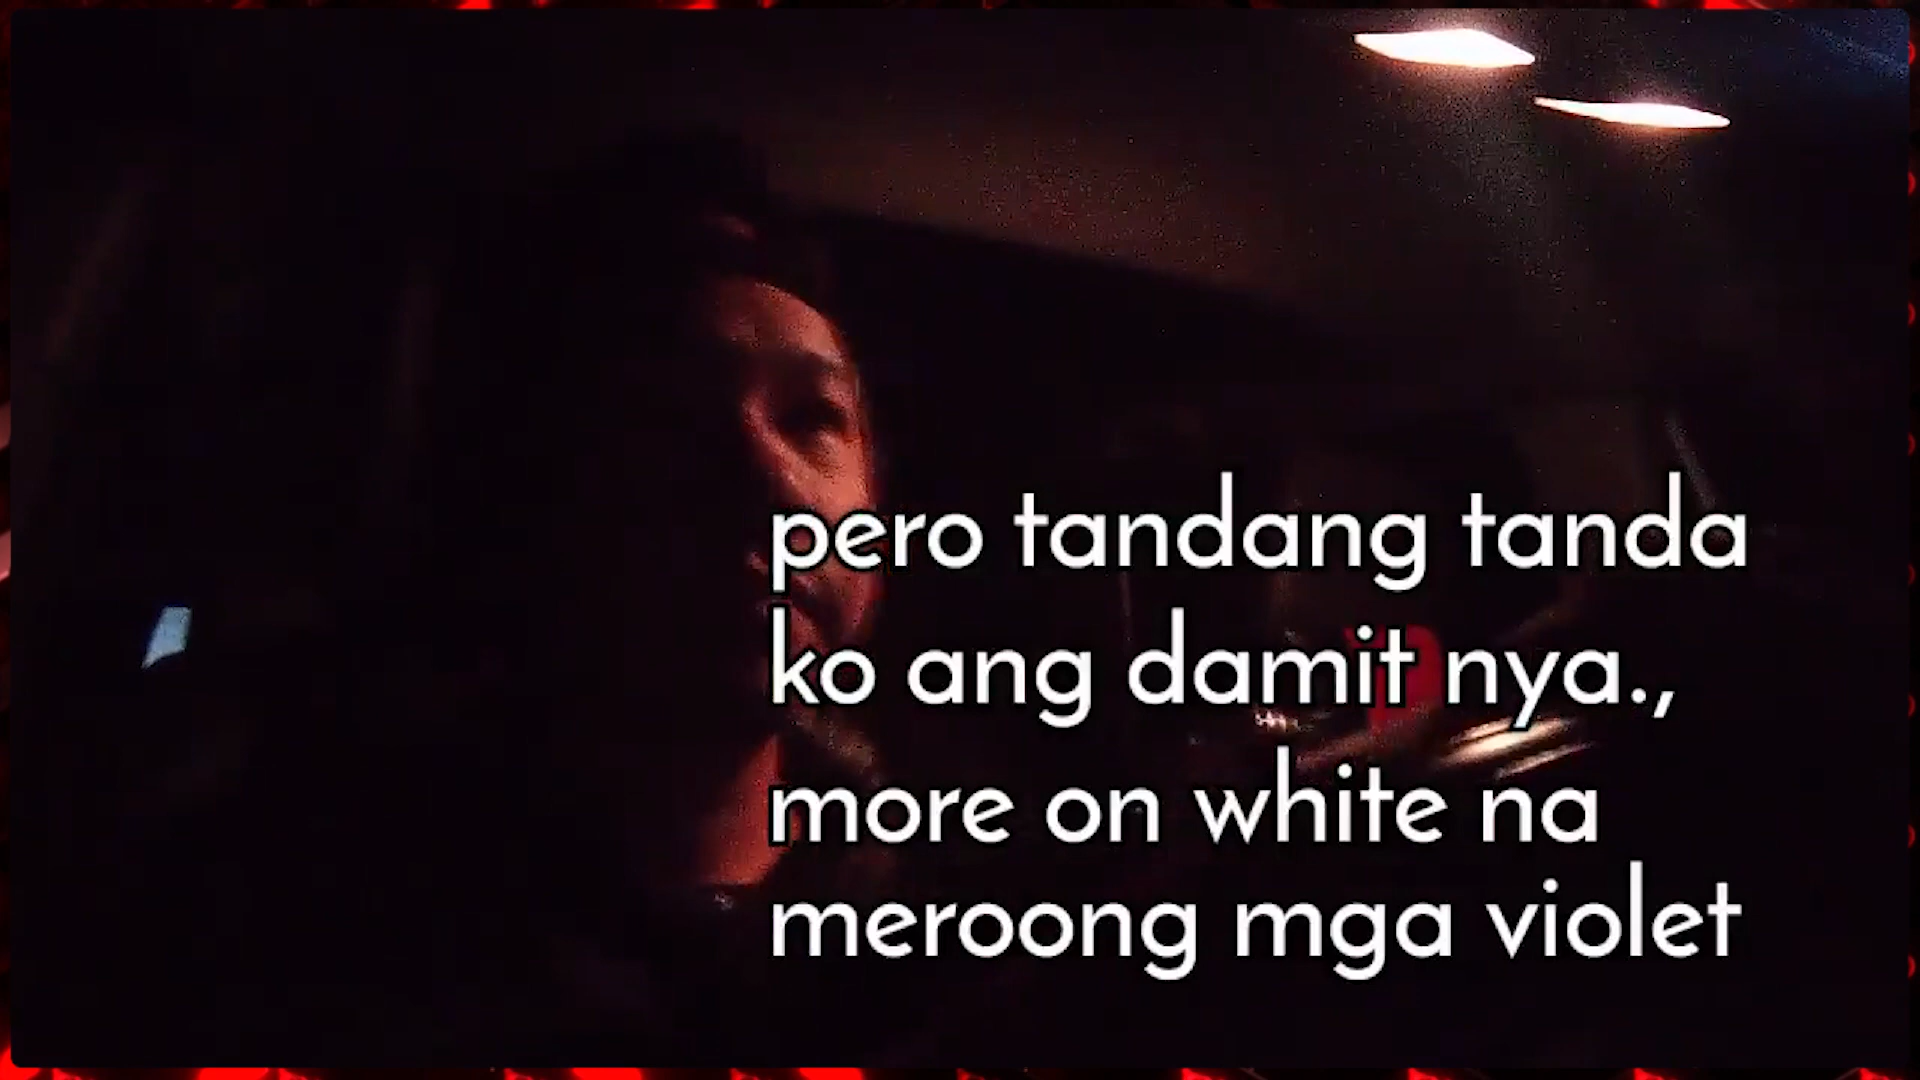 pero tandang tanda
ko ang damit nya.,
more on white na
meroong mga violet